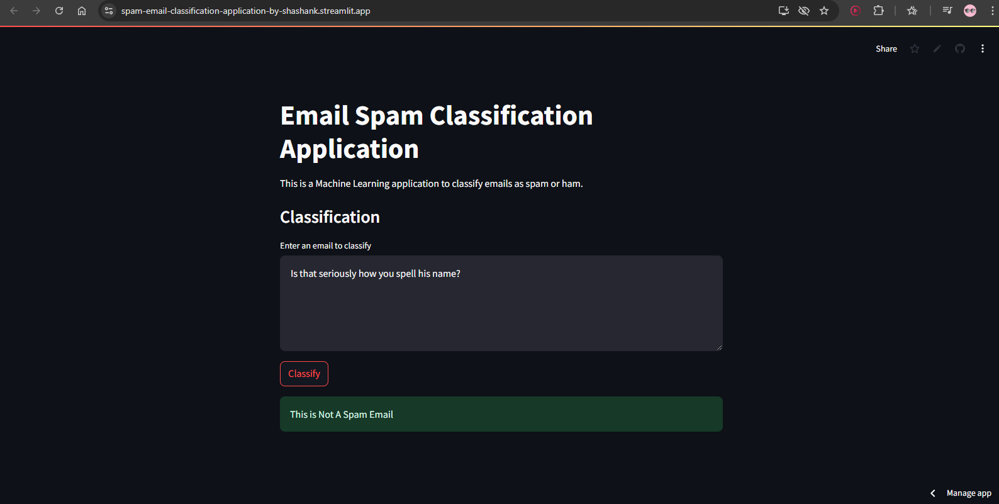 spam-email-classification-application-by-shashank.streamlit.app
Share
Email Spam Classification
Application
This is a Machine Learning application to classify emails as spam or ham.
Classification
Enter an email to classify
Is that seriously how you spell his name?
Classify
This is Not A Spam Email
Manage app